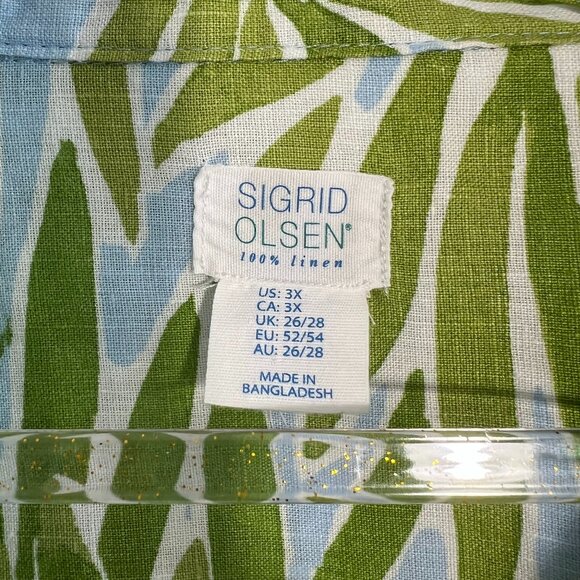 SIGRID
OLSEN®
100% linen
US: 3X
CA: 3X
UK: 26/28
EU: 52/54
AU: 26/28
MADE IN
BANGLADESH